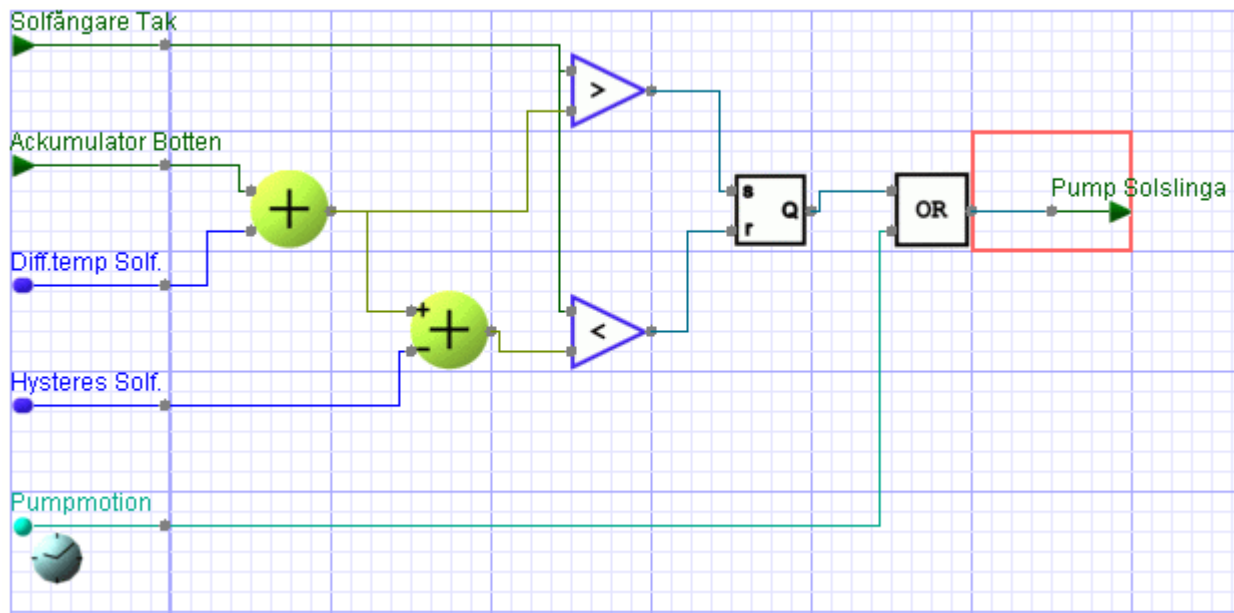 Solfångare Tak
>
Ackumulator Botten
+
s
r
Q
OR
Pump Solslinga
Diff.temp Solf.
+
−
+
<
Hysteres Solf.
Pumpmotion